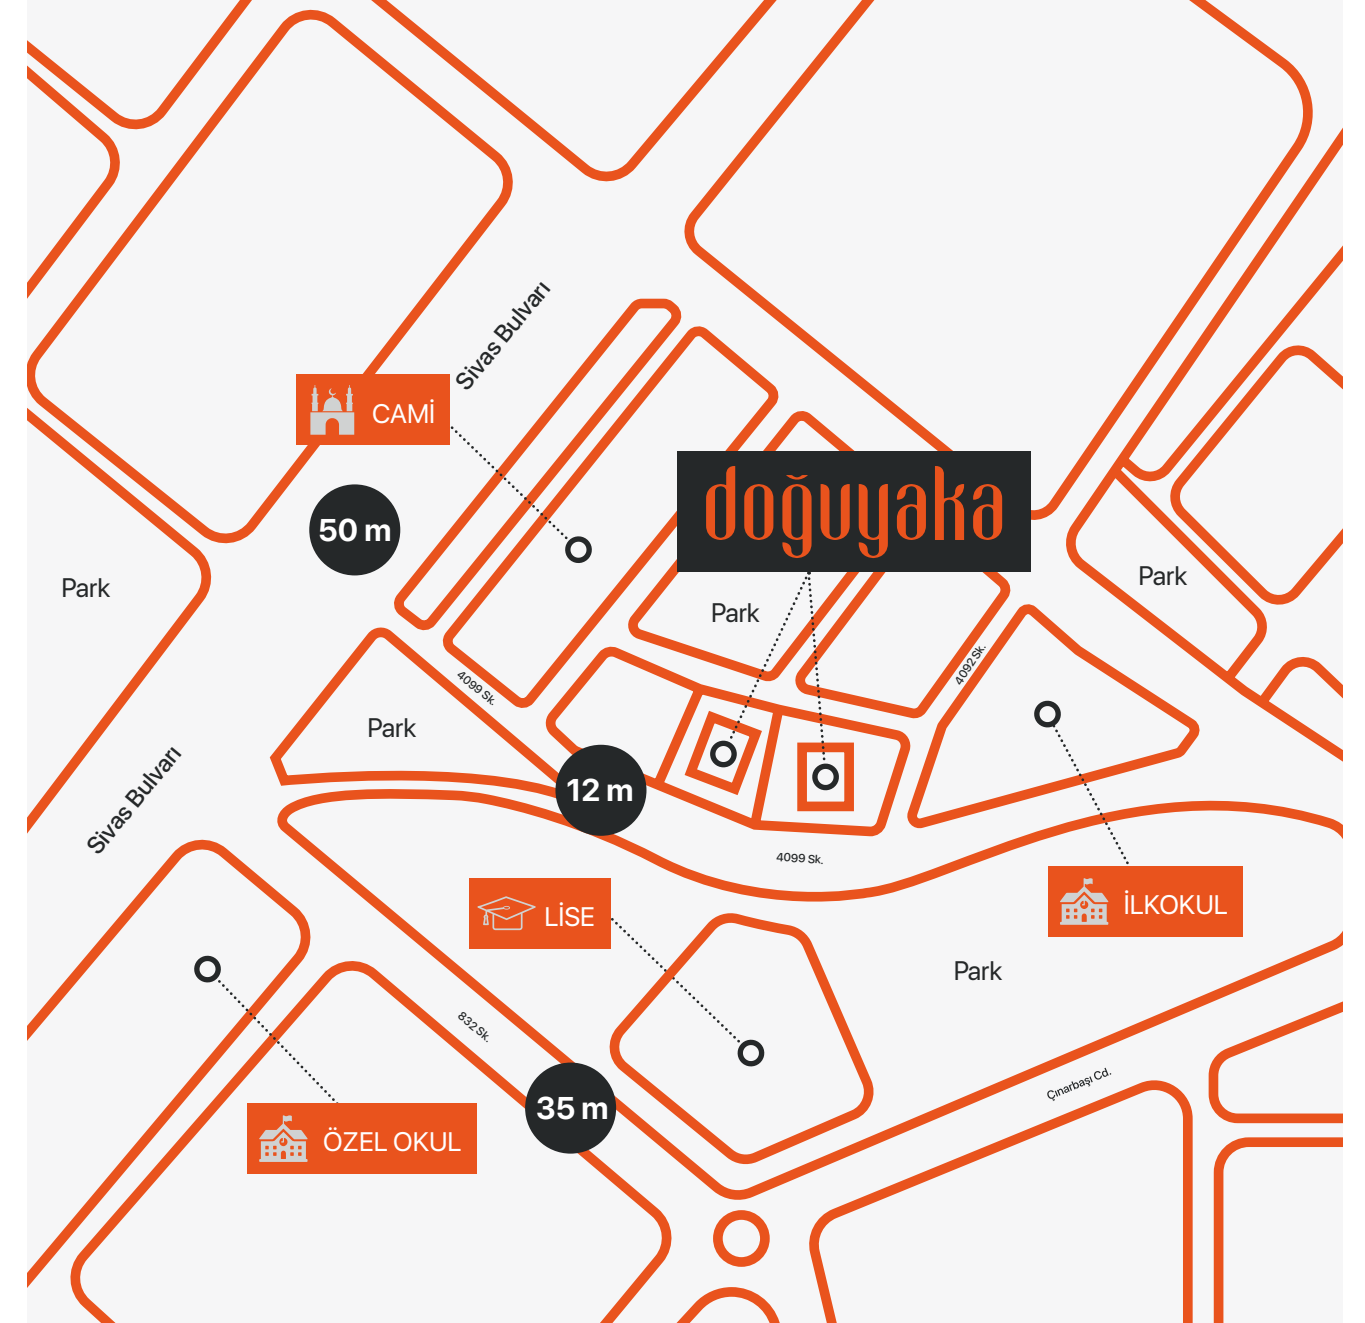 Sivas Bulvarı
CAMİ
doğuyaka
50 m
Park
Park
Park
4092 Sk.
4099 Sk.
Park
Sivas Bulvarı
12 m
4099 Sk.
LİSE
İLKOKUL
Park
832 Sk.
Çınarbaşı Cd.
35 m
ÖZEL OKUL